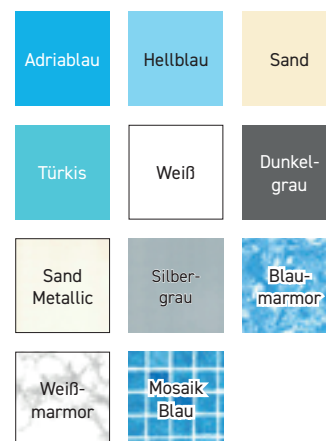 Adriablau
Hellblau
Sand
Türkis
Weiß
Dunkel-
grau
Sand
Metallic
Silber-
grau
Blau-
marmor
Weiß-
marmor
Mosaik
Blau